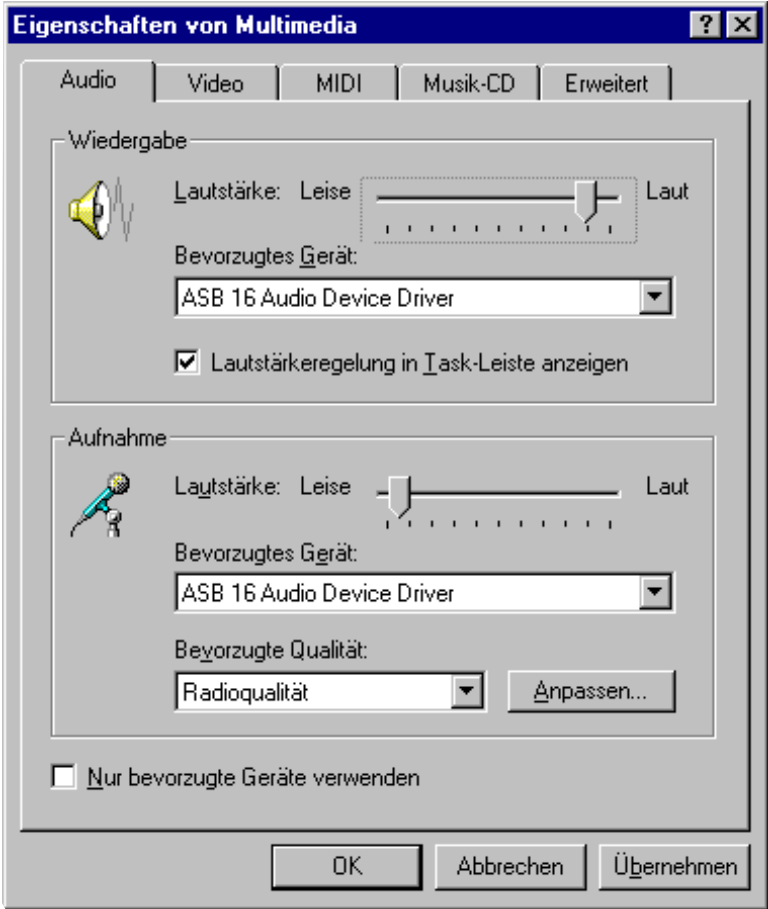 Eigenschaften von Multimedia
Audio Video MIDI Musik-CD Erweitert
Wiedergabe
Lautstärke: Leise Laut
Bevorzugtes Gerät:
ASB 16 Audio Device Driver
Lautstärkeregelung in Task-Leiste anzeigen
Aufnahme
Lautstärke: Leise Laut
Bevorzugtes Gerät:
ASB 16 Audio Device Driver
Bevorzugte Qualität:
Radioqualität Anpassen...
Nur bevorzugte Geräte verwenden
OK Abbrechen Übernehmen